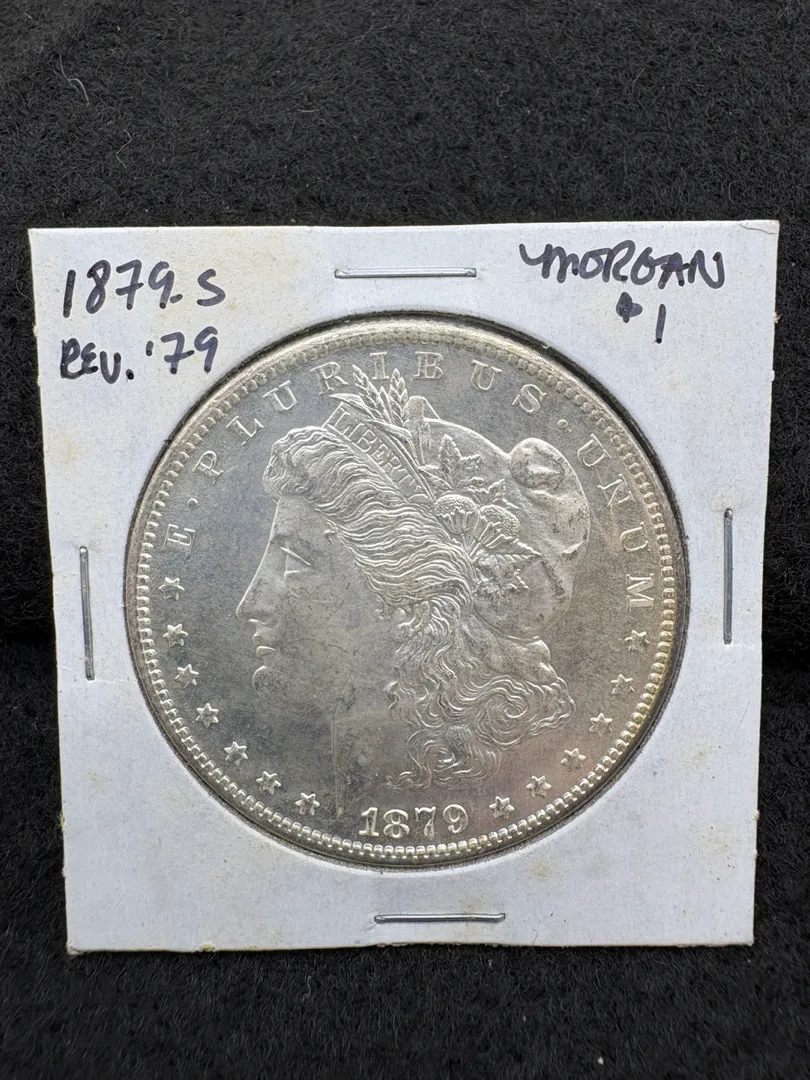 1879.S
REV. '79
MORGAN
$1
E · PLURIBUS · UNUM
LIBERTY
1879